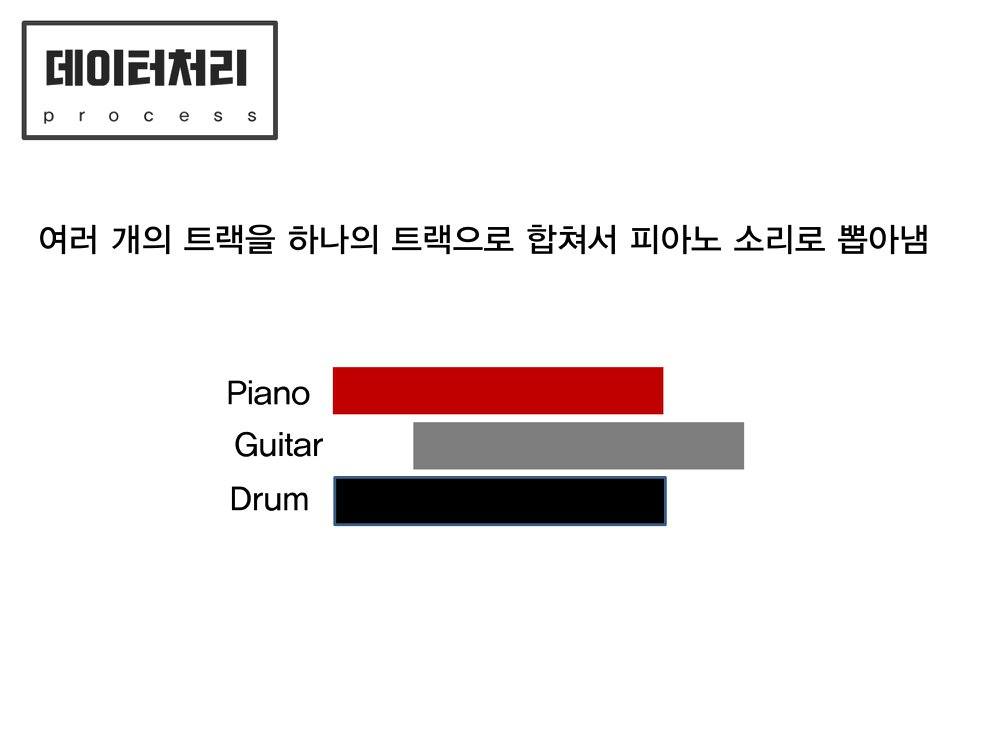 데이터처리
process
여러 개의 트랙을 하나의 트랙으로 합쳐서 피아노 소리로 뽑아냄
Piano
Guitar
Drum